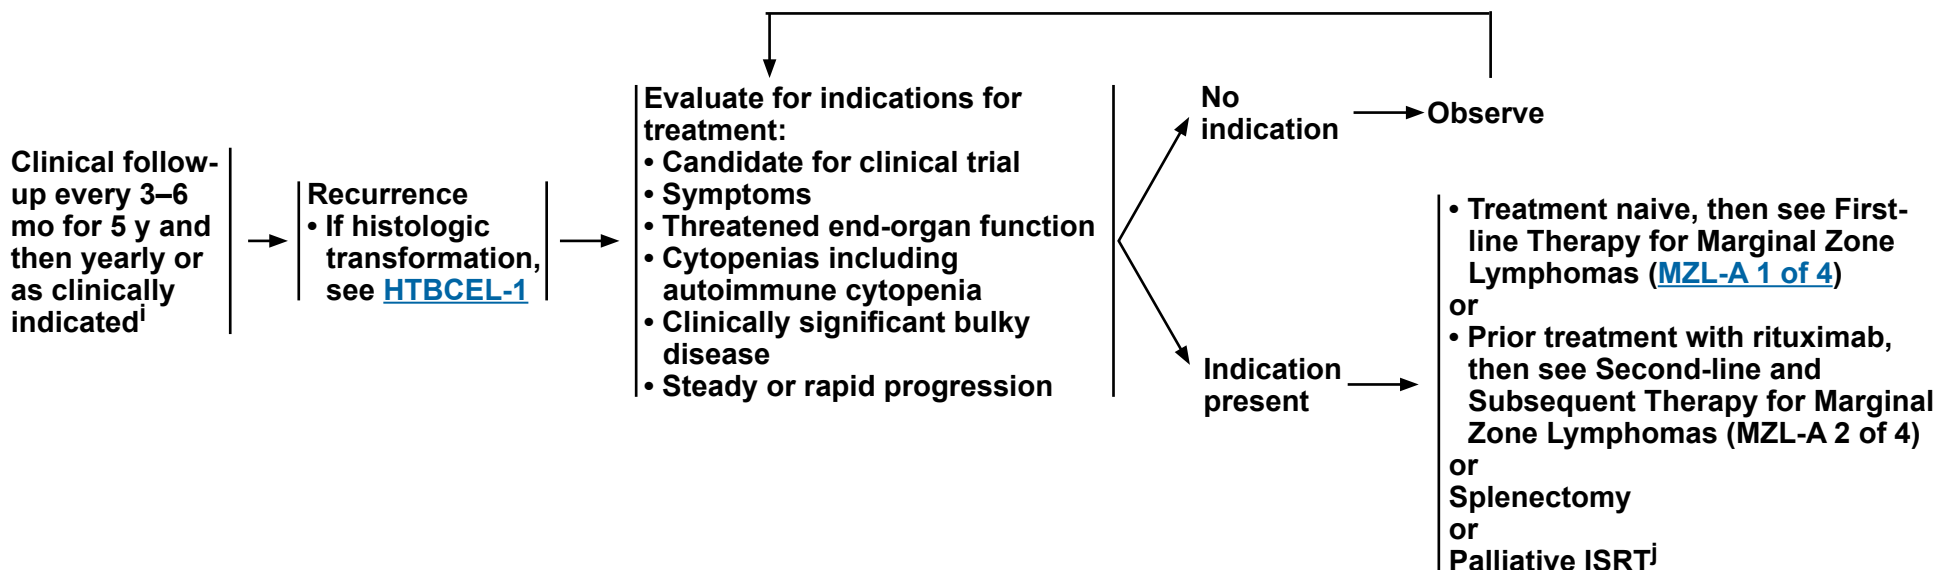 Clinical follow-
up every 3–6
mo for 5 y and
then yearly or
as clinically
indicatedⁱ
Recurrence
• If histologic
transformation,
see HTBCEL-1
Evaluate for indications for
treatment:
• Candidate for clinical trial
• Symptoms
• Threatened end-organ function
• Cytopenias including
autoimmune cytopenia
• Clinically significant bulky
disease
• Steady or rapid progression
No
indication
Observe
Indication
present
• Treatment naive, then see First-
line Therapy for Marginal Zone
Lymphomas (MZL-A 1 of 4)
or
• Prior treatment with rituximab,
then see Second-line and
Subsequent Therapy for Marginal
Zone Lymphomas (MZL-A 2 of 4)
or
Splenectomy
or
Palliative ISRTʲ